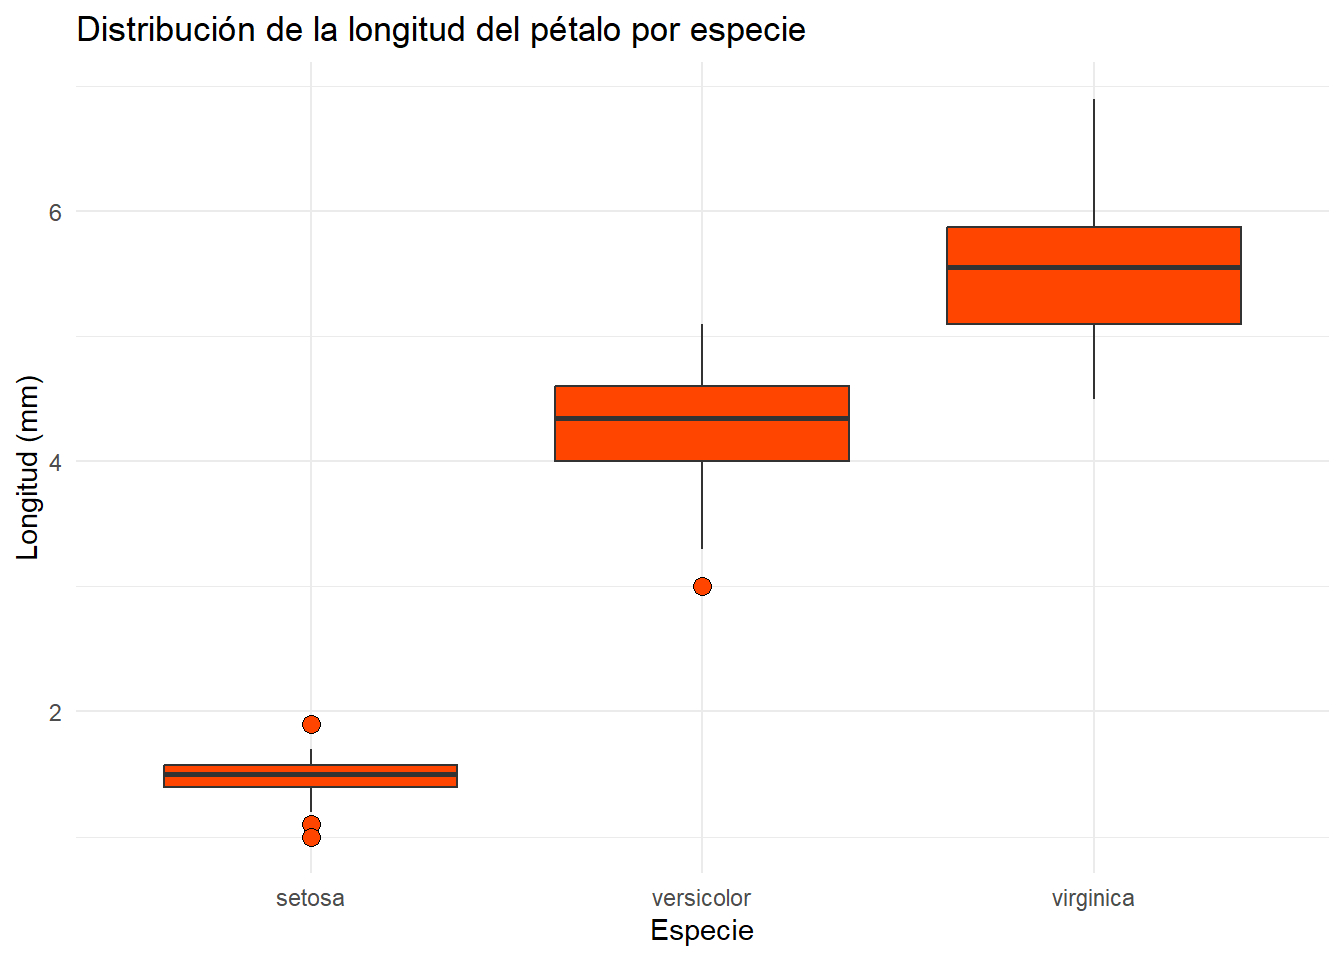 Distribución de la longitud del pétalo por especie
Longitud (mm)
6
4
2
setosa versicolor virginica
Especie